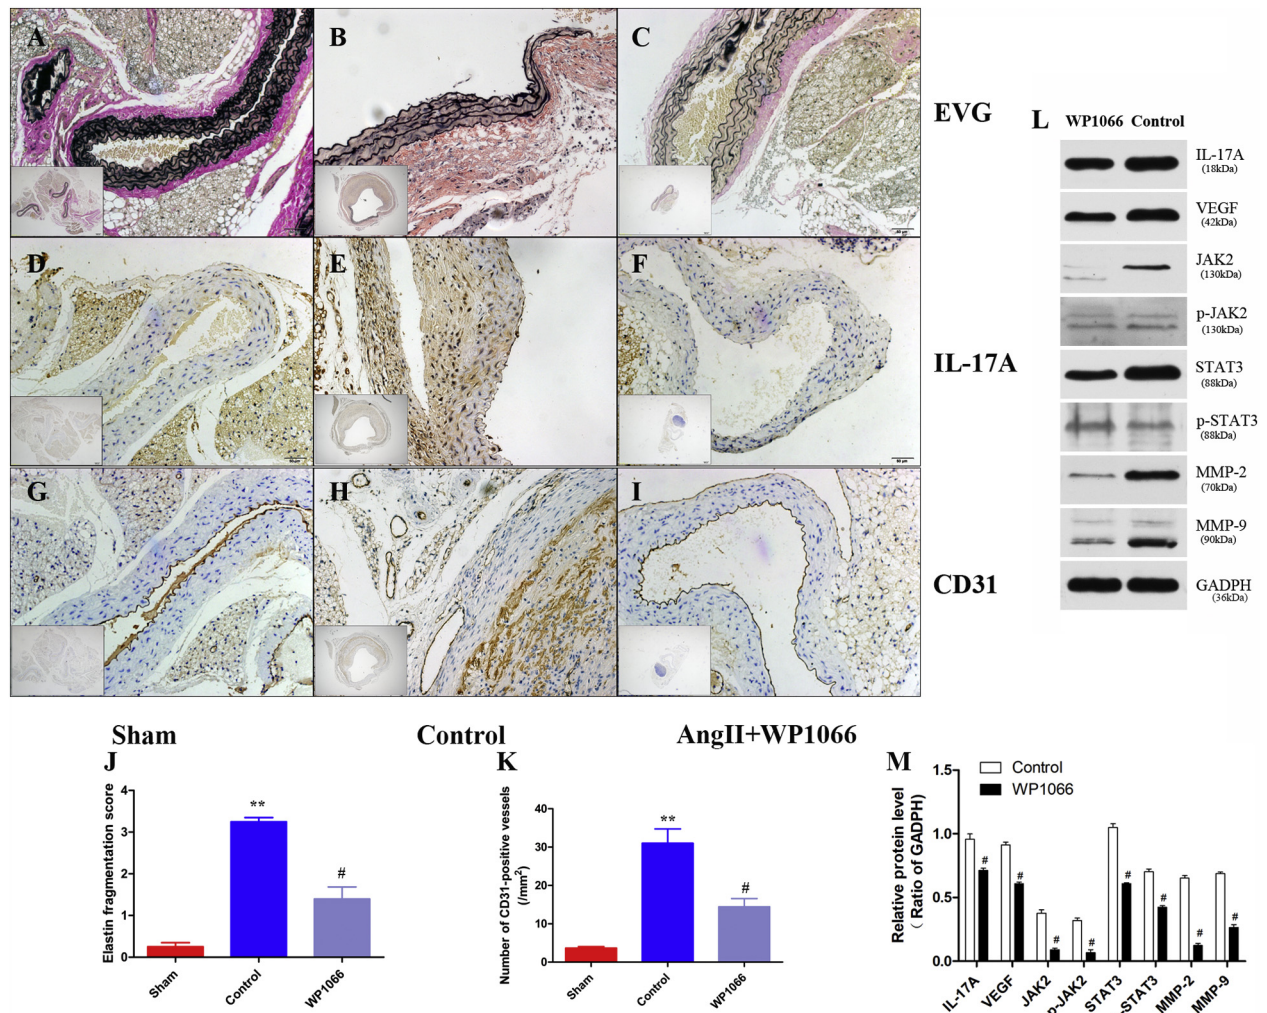 A
B
C
EVG
D
E
F
IL-17A
G
H
I
CD31
Sham
Control
AngII+WP1066
L
WP1066 Control
IL-17A
(18kDa)
VEGF
(42kDa)
JAK2
(130kDa)
p-JAK2
(130kDa)
STAT3
(88kDa)
p-STAT3
(88kDa)
MMP-2
(70kDa)
MMP-9
(90kDa)
GADPH
(36kDa)
J
Elastin fragmentation score
4
3
2
1
0
**
#
Sham
Control
WP1066
K
Number of CD31-positive vessels
(/mm2)
40
30
20
10
0
**
#
Sham
Control
WP1066
M
Control
WP1066
Relative protein level
( Ratio of GADPH)
1.5
1.0
0.5
0.0
# # # # # # # #
IL-17A
VEGF
JAK2
p-JAK2
STAT3
-STAT3
MMP-2
MMP-9